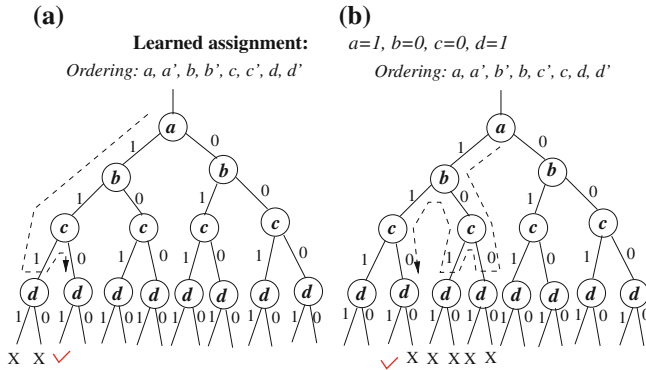 (a) (b)
Learned assignment: a=1, b=0, c=0, d=1
Ordering: a, a’, b, b’, c, c’, d, d’ Ordering: a, a’, b’, b, c’, c, d, d’
a a
1 0 1 0
b b b b
1 0 1 0 1 0 1 0
c c c c c c c c
1 0 1 0 1 0 1 0 1 0 1 0 1 0 1 0
d d d d d d d d d d d d d d d d
1 0 1 0 1 0 1 0 1 0 1 0 1 0 1 0 1 0 1 0 1 0 1 0 1 0 1 0 1 0 1 0
X X X X X X X